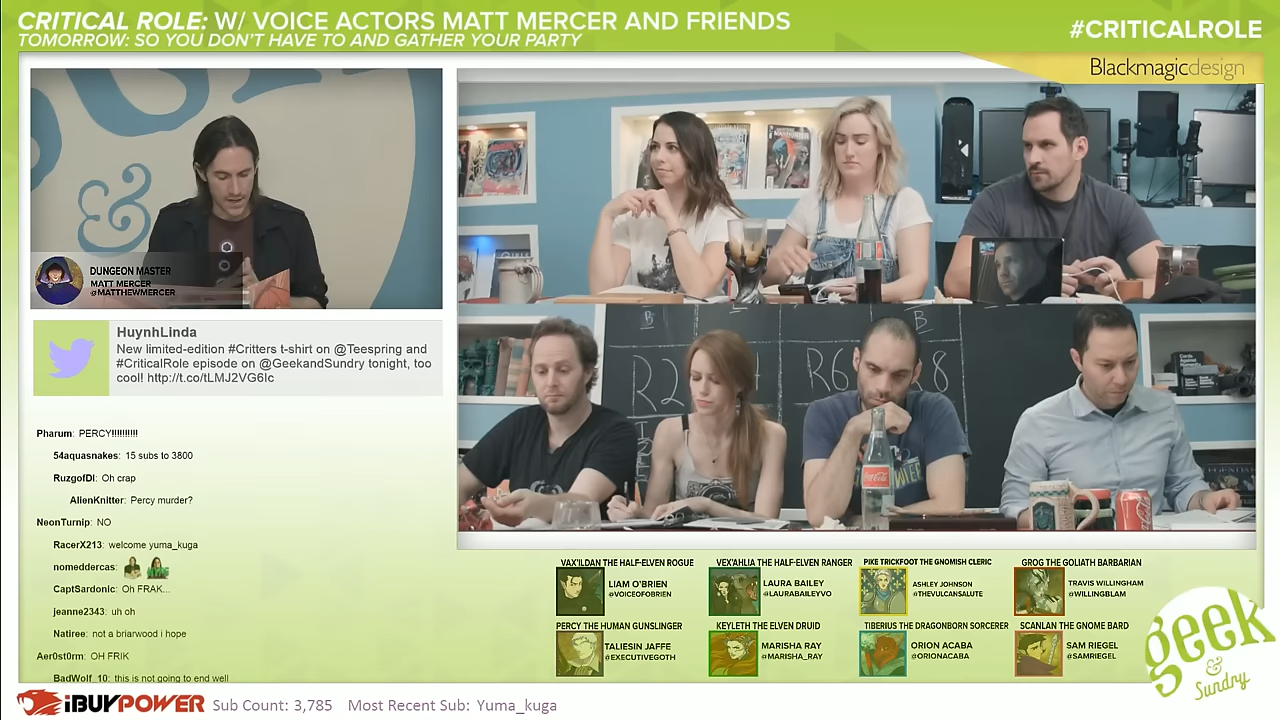 CRITICAL ROLE: W/ VOICE ACTORS MATT MERCER AND FRIENDS
TOMORROW: SO YOU DON'T HAVE TO AND GATHER YOUR PARTY
#CRITICALROLE
Blackmagicdesign
&
DUNGEON MASTER
MATT MERCER
@MATTHEWMERCER
HuynhLinda
New limited-edition #Critters t-shirt on @Teespring and
#CriticalRole episode on @GeekandSundry tonight, too
cool! http://t.co/tLMJ2VG6Ic
Pharum: PERCY!!!!!!!!!!
54aquasnakes: 15 subs to 3800
RuzgofDI: Oh crap
AlienKnitter: Percy murder?
NeonTurnip: NO
RacerX213: welcome yuma_kuga
nomeddercas:
CaptSardonic: Oh FRAK...
jeanne2343: uh oh
Natiree: not a briarwood i hope
Aer0st0rm: OH FRIK
BadWolf_10: this is not going to end well
B
B
R2
R6
8
Coca-Cola
VAX'ILDAN THE HALF-ELVEN ROGUE
LIAM O'BRIEN
@VOICEOFOBRIEN
VEX'AHLIA THE HALF-ELVEN RANGER
LAURA BAILEY
@LAURABAILEYVO
PIKE TRICKFOOT THE GNOMISH CLERIC
ASHLEY JOHNSON
@THEVULCANSALUTE
GROG THE GOLIATH BARBARIAN
TRAVIS WILLINGHAM
@WILLINGBLAM
PERCY THE HUMAN GUNSLINGER
TALIESIN JAFFE
@EXECUTIVEGOTH
KEYLETH THE ELVEN DRUID
MARISHA RAY
@MARISHA_RAY
TIBERIUS THE DRAGONBORN SORCERER
ORION ACABA
@ORIONACABA
SCANLAN THE GNOME BARD
SAM RIEGEL
@SAMRIEGEL
geek
&
Sundry
iBUYPOWER
Sub Count: 3,785 Most Recent Sub: Yuma_kuga